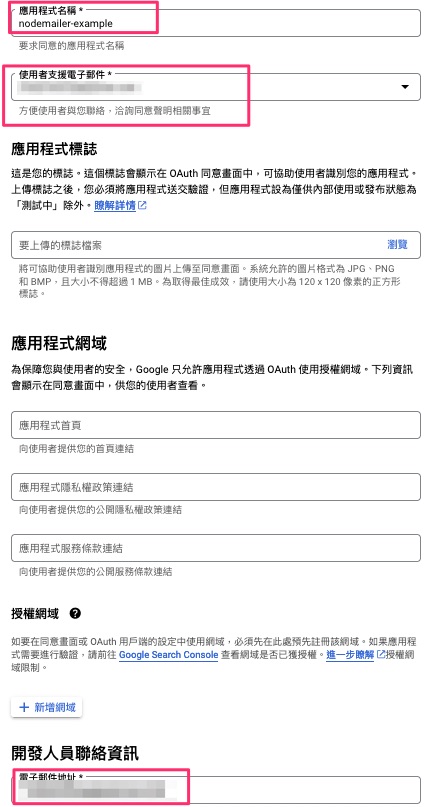 應用程式名稱 *
nodemailer-example
要求同意的應用程式名稱
使用者支援電子郵件 *
方便使用者與您聯絡，洽詢同意聲明相關事宜
應用程式標誌
這是您的標誌。這個標誌會顯示在 OAuth 同意畫面中，可協助使用者識別您的應用程式。
上傳標誌之後，您必須將應用程式送交驗證，但應用程式設為僅供內部使用或發布狀態為
「測試中」除外。瞭解詳情
要上傳的標誌檔案
瀏覽
將可協助使用者識別應用程式的圖片上傳至同意畫面。系統允許的圖片格式為 JPG、PNG
和 BMP，且大小不得超過 1 MB。為取得最佳成效，請使用大小為 120 x 120 像素的正方形
標誌。
應用程式網域
為保障您與使用者的安全，Google 只允許應用程式透過 OAuth 使用授權網域。下列資訊
會顯示在同意畫面中，供您的使用者查看。
應用程式首頁
向使用者提供您的首頁連結
應用程式隱私權政策連結
向使用者提供您的公開隱私權政策連結
應用程式服務條款連結
向使用者提供您的公開服務條款連結
授權網域
如要在同意畫面或 OAuth 用戶端的設定中使用網域，必須先在此處預先註冊該網域。如果應用程
式需要進行驗證，請前往 Google Search Console 查看網域是否已獲授權。進一步瞭解授權網
域限制。
+ 新增網域
開發人員聯絡資訊
電子郵件地址 *